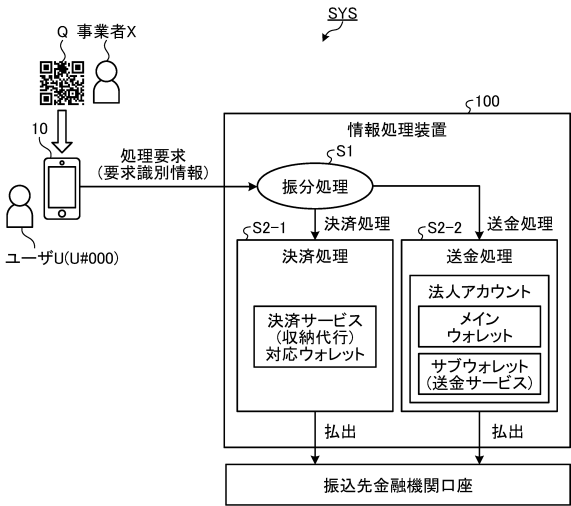 SYS
Q 事業者X
10
100
情報処理装置
処理要求
(要求識別情報)
S1
振分処理
ユーザU(U#000)
決済処理
送金処理
S2-1
S2-2
決済処理
送金処理
決済サービス
(収納代行)
対応ウォレット
法人アカウント
メイン
ウォレット
サブウォレット
(送金サービス)
払出
払出
振込先金融機関口座